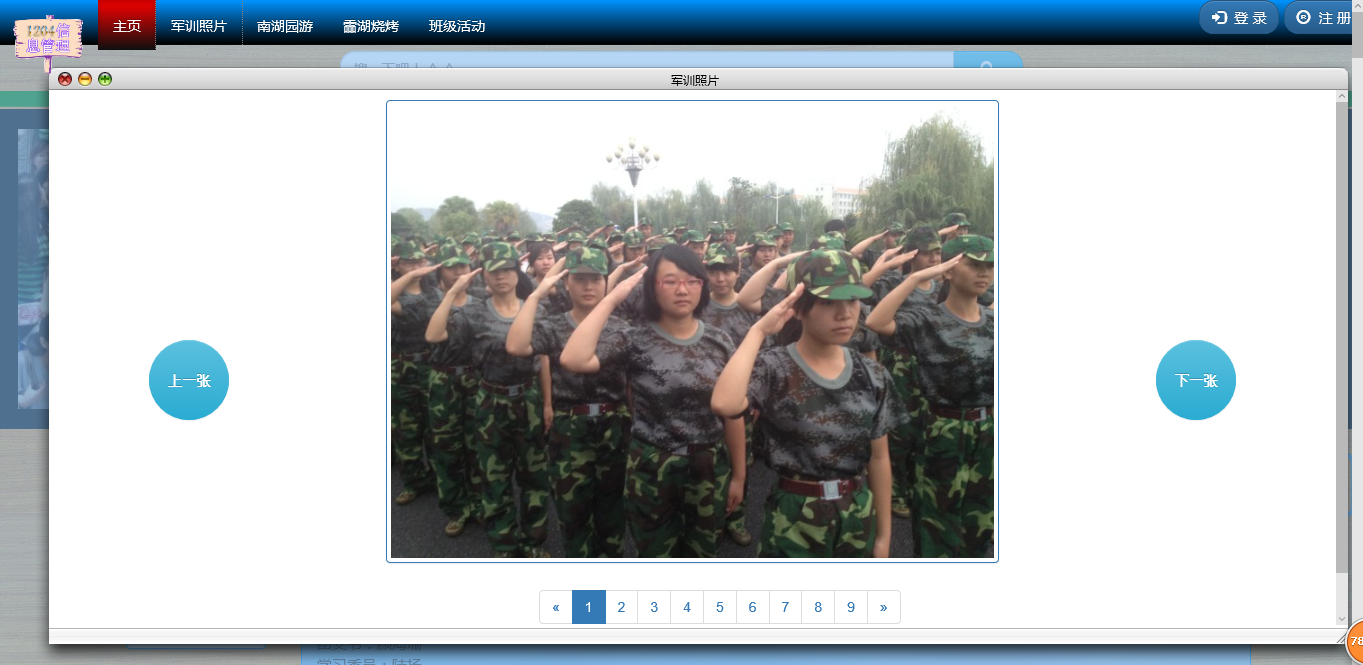 1204信
息管理
主页
军训照片
南湖园游
霤湖烧烤
班级活动
登 录
注 册
军训照片
上一张
下一张
« 1 2 3 4 5 6 7 8 9 »
78